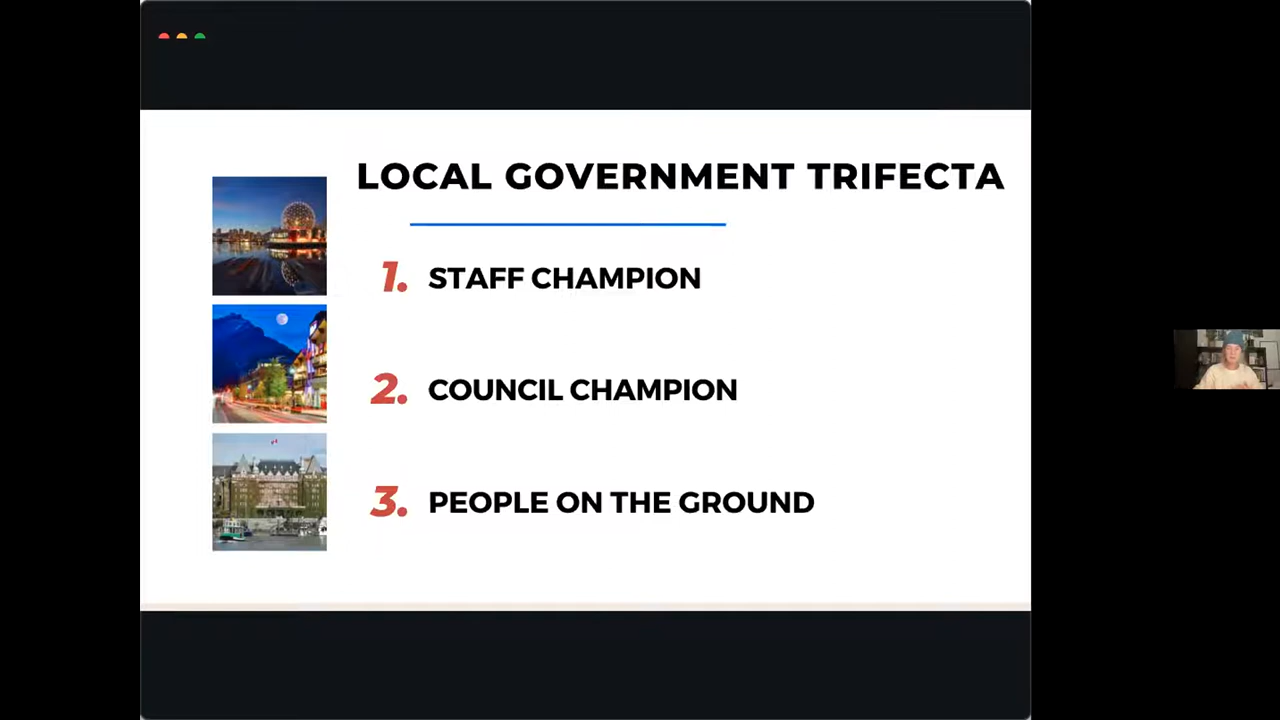 LOCAL GOVERNMENT TRIFECTA
1. STAFF CHAMPION
2. COUNCIL CHAMPION
3. PEOPLE ON THE GROUND